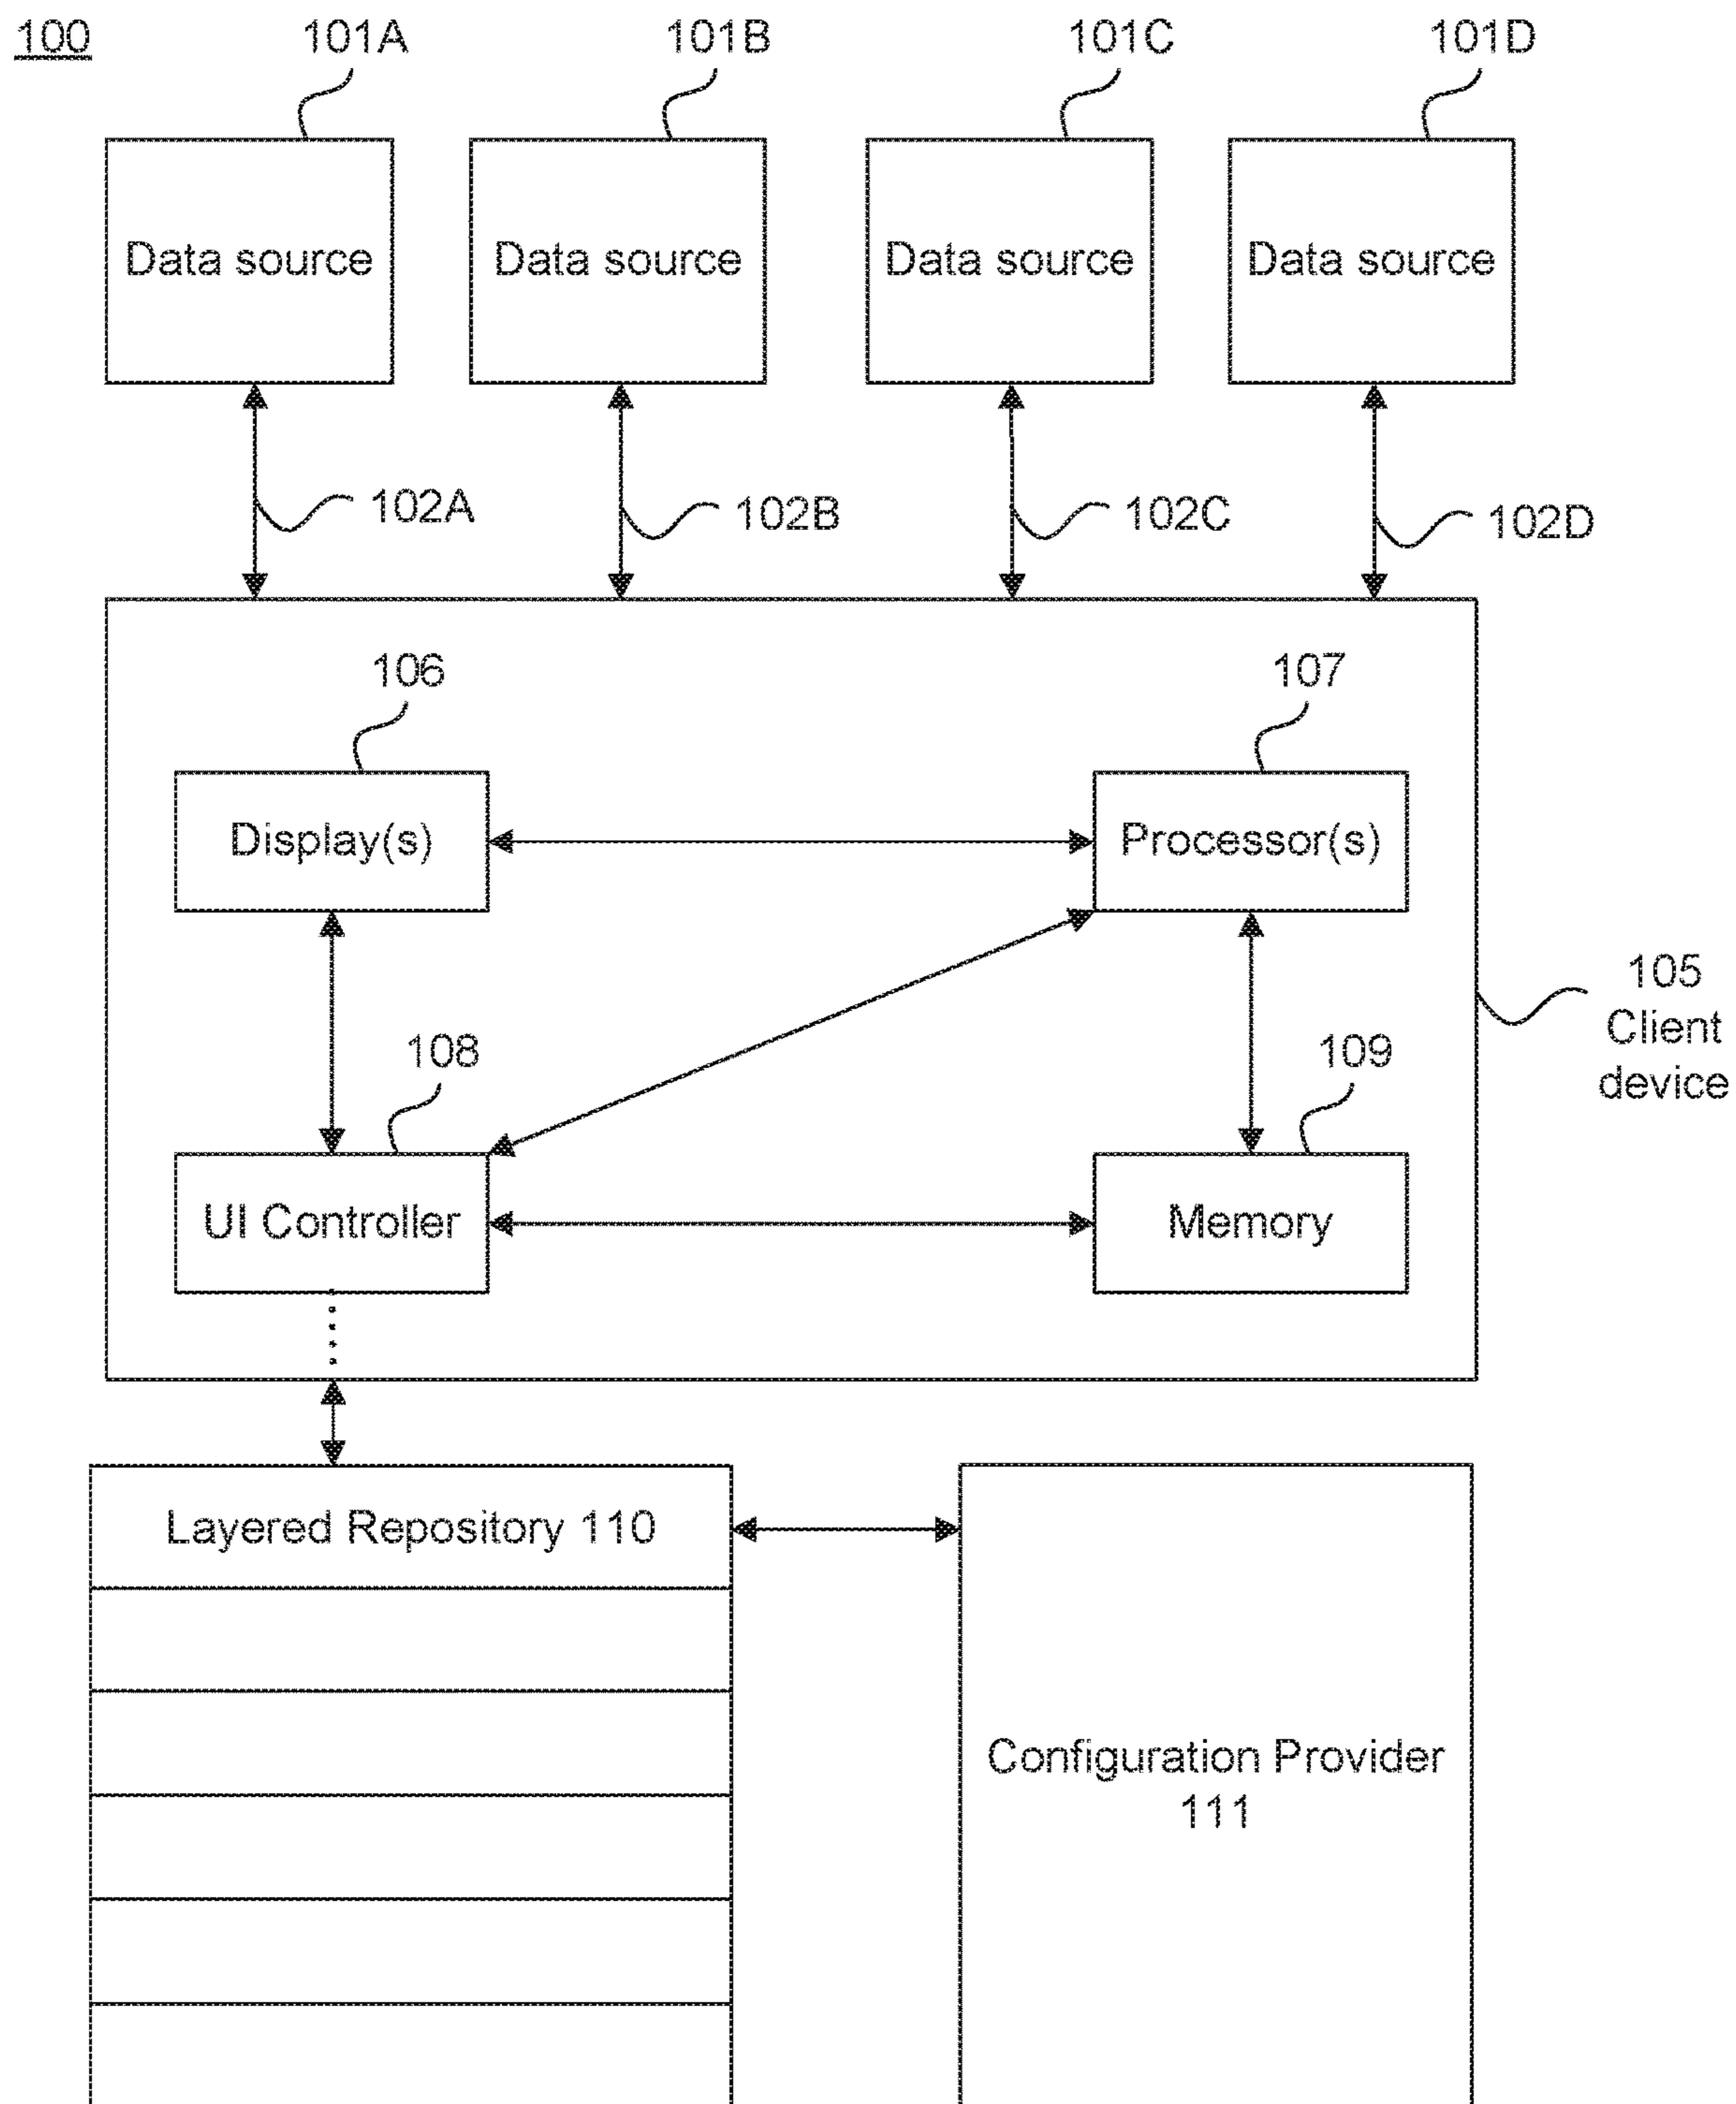 100
101A
101B
101C
101D
Data source
Data source
Data source
Data source
102A
102B
102C
102D
106
107
Display(s)
Processor(s)
105
Client
device
108
109
UI Controller
Memory
Layered Repository 110
Configuration Provider
111